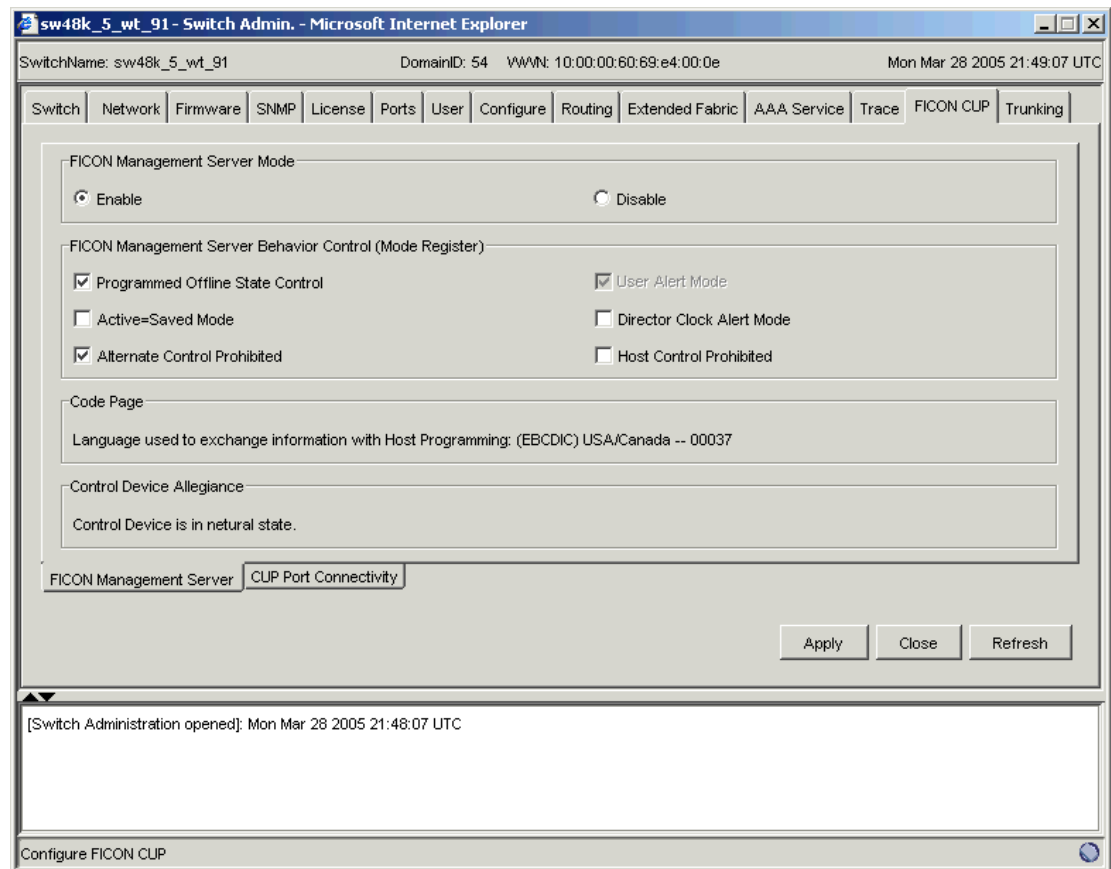 sw48k_5_wt_91 - Switch Admin. - Microsoft Internet Explorer
SwitchName: sw48k_5_wt_91 DomainID: 54 WWN: 10:00:00:60:69:e4:00:0e Mon Mar 28 2005 21:49:07 UTC
Switch Network Firmware SNMP License Ports User Configure Routing Extended Fabric AAA Service Trace FICON CUP Trunking
FICON Management Server Mode
Enable Disable
FICON Management Server Behavior Control (Mode Register)
Programmed Offline State Control User Alert Mode
Active=Saved Mode Director Clock Alert Mode
Alternate Control Prohibited Host Control Prohibited
Code Page
Language used to exchange information with Host Programming: (EBCDIC) USA/Canada -- 00037
Control Device Allegiance
Control Device is in netural state.
FICON Management Server CUP Port Connectivity
Apply Close Refresh
[Switch Administration opened]: Mon Mar 28 2005 21:48:07 UTC
Configure FICON CUP